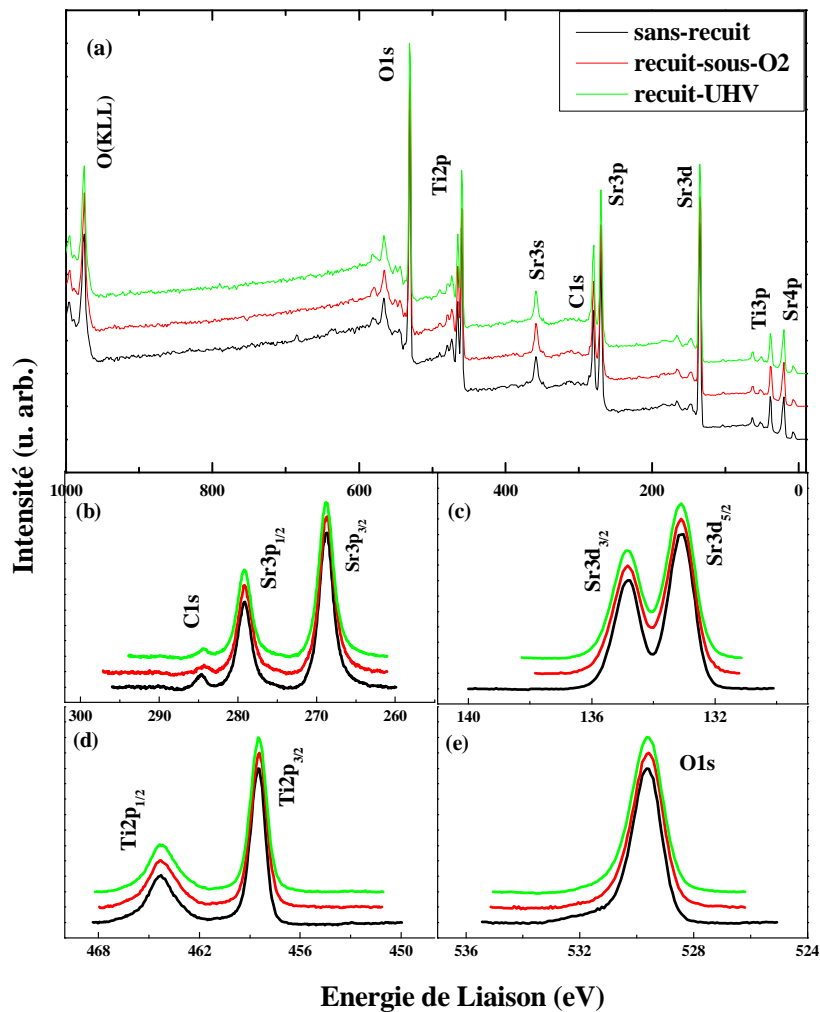 (a)
sans-recuit
recuit-sous-O2
recuit-UHV
O(KLL)
O1s
Ti2p
Sr3s
C1s
Sr3p
Sr3d
Ti3p
Sr4p
1000 800 600 400 200 0
Intensité (u. arb.)
(b)
C1s
Sr3p1/2
Sr3p3/2
300 290 280 270 260
(c)
Sr3d3/2
Sr3d5/2
140 136 132
(d)
Ti2p1/2
Ti2p3/2
468 462 456 450
(e)
O1s
536 532 528 524
Energie de Liaison (eV)